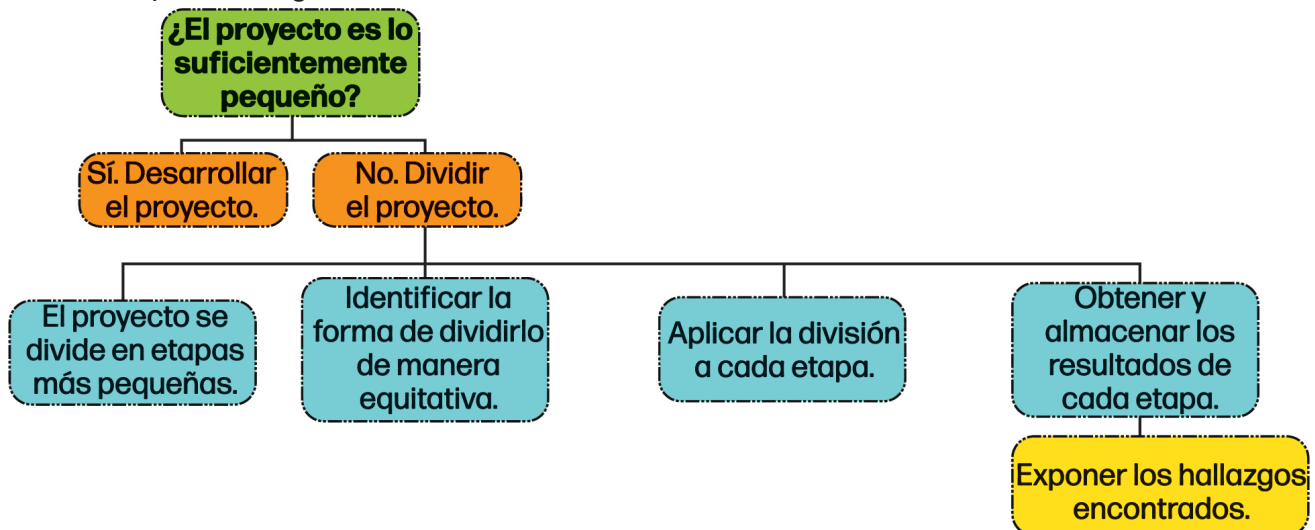 ¿El proyecto es lo
suficientemente
pequeño?
Sí. Desarrollar
el proyecto.
No. Dividir
el proyecto.
El proyecto se
divide en etapas
más pequeñas.
Identificar la
forma de dividirlo
de manera
equitativa.
Aplicar la división
a cada etapa.
Obtener y
almacenar los
resultados de
cada etapa.
Exponer los hallazgos
encontrados.